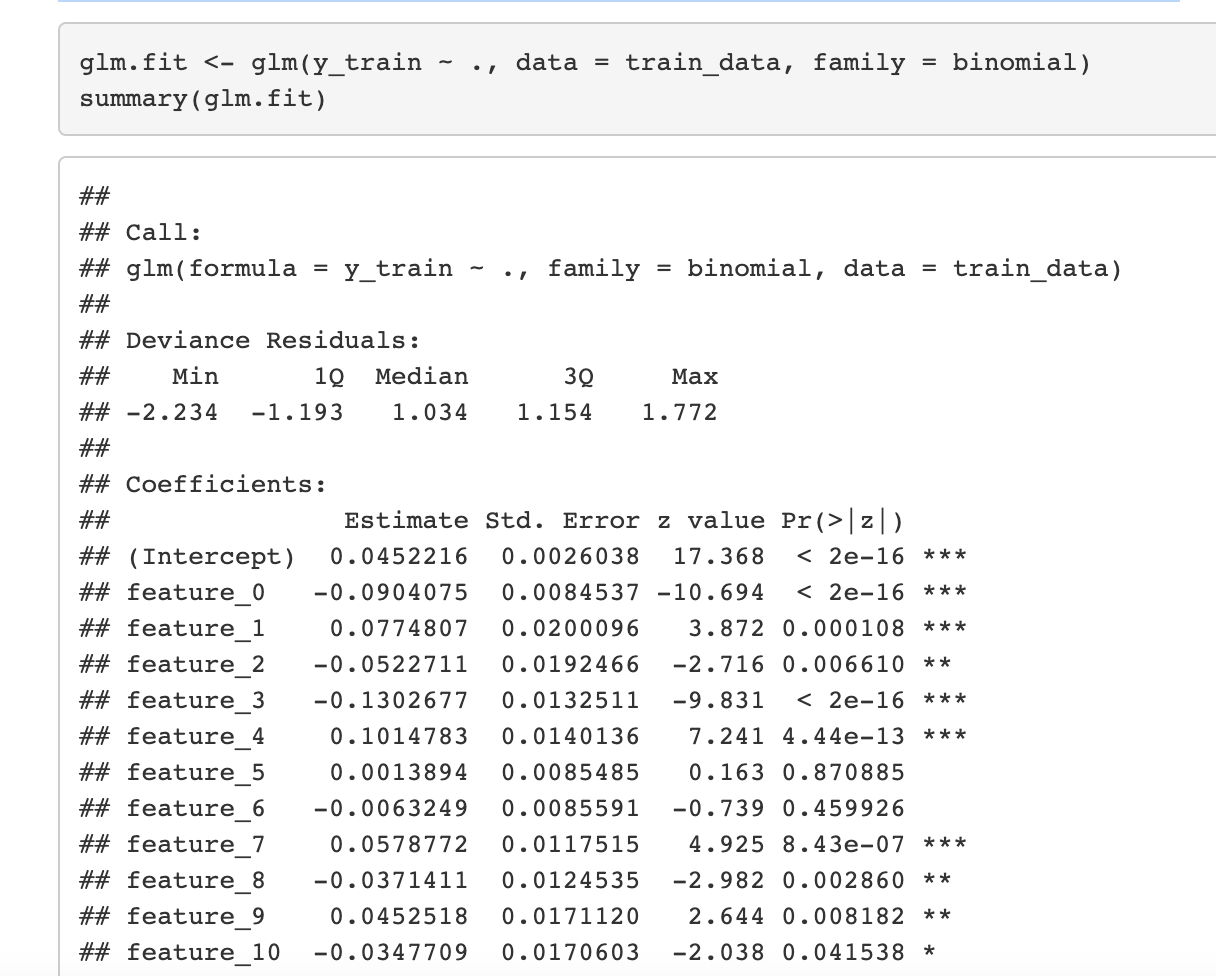 glm.fit <- glm(y_train ~ ., data = train_data, family = binomial)
summary(glm.fit)
##
## Call:
## glm(formula = y_train ~ ., family = binomial, data = train_data)
##
## Deviance Residuals:
##    Min      1Q  Median      3Q     Max
## -2.234  -1.193   1.034   1.154   1.772
##
## Coefficients:
##               Estimate Std. Error z value Pr(>|z|)
## (Intercept)  0.0452216  0.0026038  17.368  < 2e-16 ***
## feature_0   -0.0904075  0.0084537 -10.694  < 2e-16 ***
## feature_1    0.0774807  0.0200096   3.872 0.000108 ***
## feature_2   -0.0522711  0.0192466  -2.716 0.006610 **
## feature_3   -0.1302677  0.0132511  -9.831  < 2e-16 ***
## feature_4    0.1014783  0.0140136   7.241 4.44e-13 ***
## feature_5    0.0013894  0.0085485   0.163 0.870885
## feature_6   -0.0063249  0.0085591  -0.739 0.459926
## feature_7    0.0578772  0.0117515   4.925 8.43e-07 ***
## feature_8   -0.0371411  0.0124535  -2.982 0.002860 **
## feature_9    0.0452518  0.0171120   2.644 0.008182 **
## feature_10  -0.0347709  0.0170603  -2.038 0.041538 *